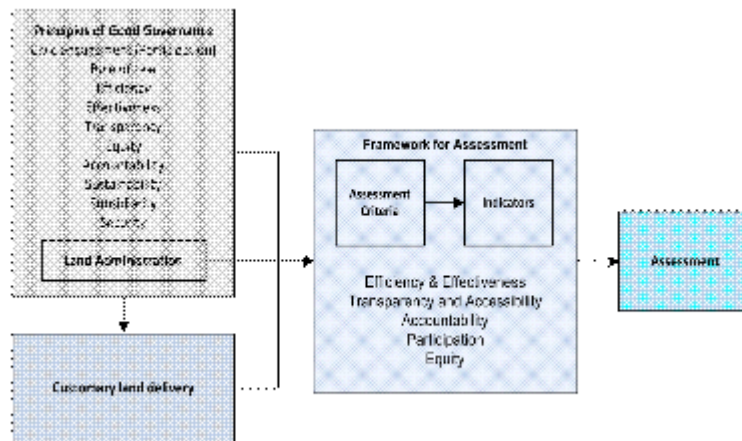 Principles of Good Governance
Civic Engagement (Participation)
Rule of Law
Efficiency
Effectiveness
Transparency
Equity
Accountability
Sustainability
Subsidiarity
Security
Land Administration
Customary land delivery
Framework for Assessment
Assessment
Criteria
Indicators
Efficiency & Effectiveness
Transparency and Accessibility
Accountability
Participation
Equity
Assessment